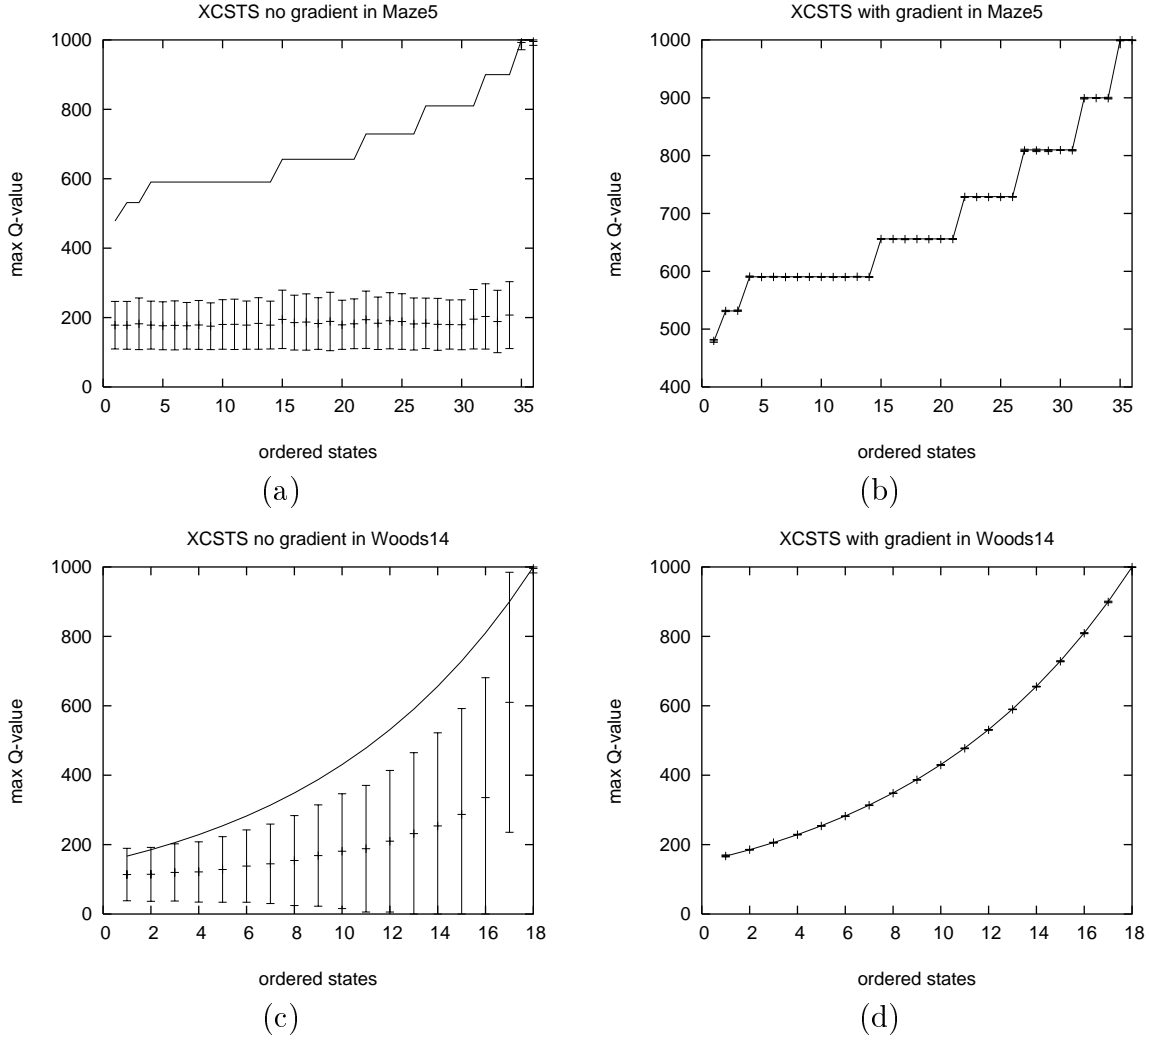 XCSTS no gradient in Maze5
1000
800
600
400
200
0
max Q-value
0 5 10 15 20 25 30 35
ordered states
(a)
XCSTS with gradient in Maze5
1000
900
800
700
600
500
400
max Q-value
0 5 10 15 20 25 30 35
ordered states
(b)
XCSTS no gradient in Woods14
1000
800
600
400
200
0
max Q-value
0 2 4 6 8 10 12 14 16 18
ordered states
(c)
XCSTS with gradient in Woods14
1000
800
600
400
200
0
max Q-value
0 2 4 6 8 10 12 14 16 18
ordered states
(d)